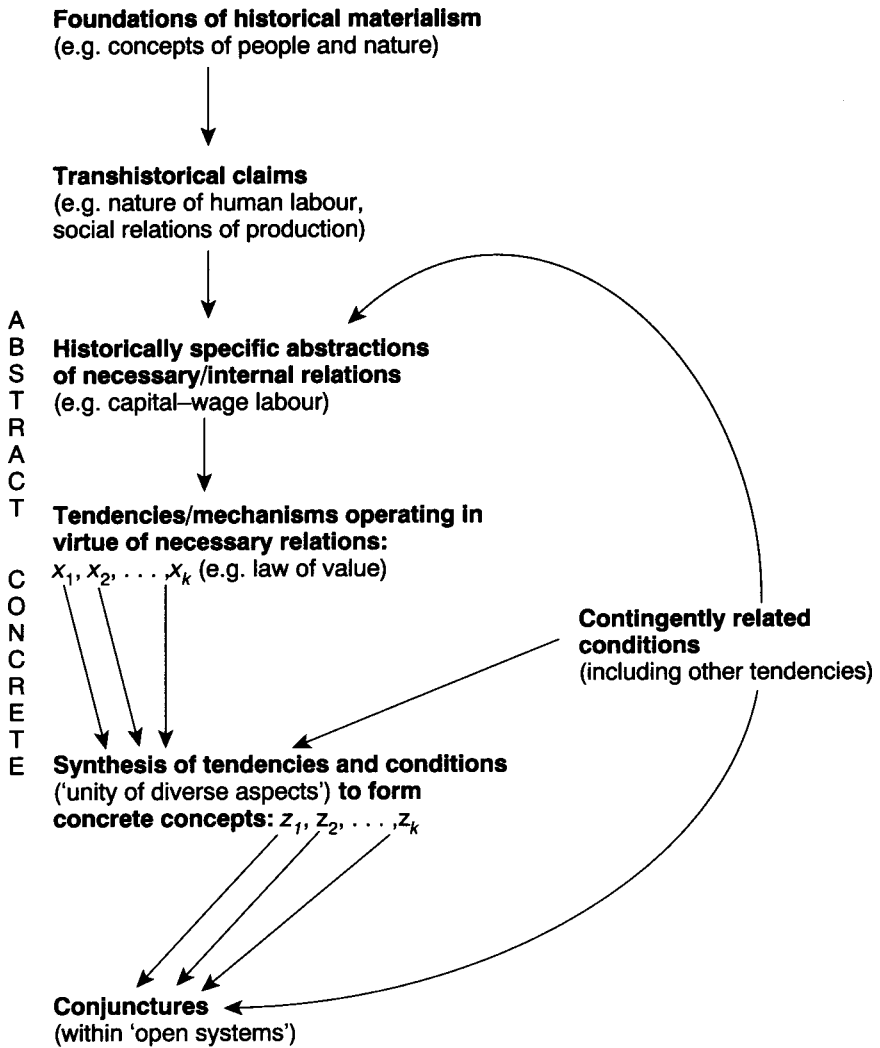 Foundations of historical materialism
(e.g. concepts of people and nature)
Transhistorical claims
(e.g. nature of human labour,
social relations of production)
ABSTRACT CONCRETE
Historically specific abstractions
of necessary/internal relations
(e.g. capital–wage labour)
Tendencies/mechanisms operating in
virtue of necessary relations:
x1, x2, . . . ,xk (e.g. law of value)
Contingently related
conditions
(including other tendencies)
Synthesis of tendencies and conditions
(‘unity of diverse aspects’) to form
concrete concepts: z1, z2, . . . ,zk
Conjunctures
(within ‘open systems’)